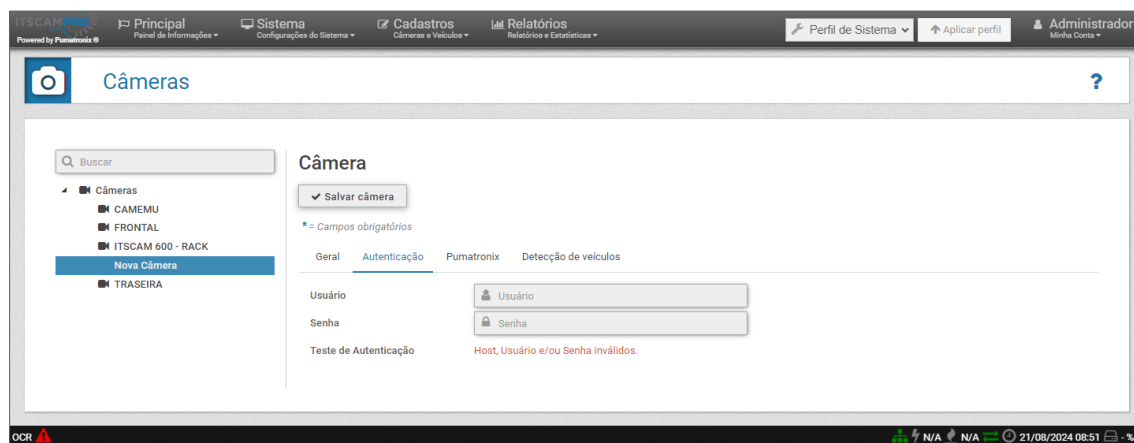 ITSCAMPRO
Powered by Pumatronix ®
Principal
Painel de Informações
Sistema
Configurações do Sistema
Cadastros
Câmeras e Veículos
Relatórios
Relatórios e Estatísticas
Perfil de Sistema
Aplicar perfil
Administrador
Minha Conta
Câmeras
?
Buscar
Câmeras
CAMEMU
FRONTAL
ITSCAM 600 - RACK
Nova Câmera
TRASEIRA
Câmera
Salvar câmera
* = Campos obrigatórios
Geral Autenticação Pumatronix Detecção de veículos
Usuário Usuário
Senha Senha
Teste de Autenticação Host, Usuário e/ou Senha inválidos.
OCR N/A N/A 21/08/2024 08:51 - %